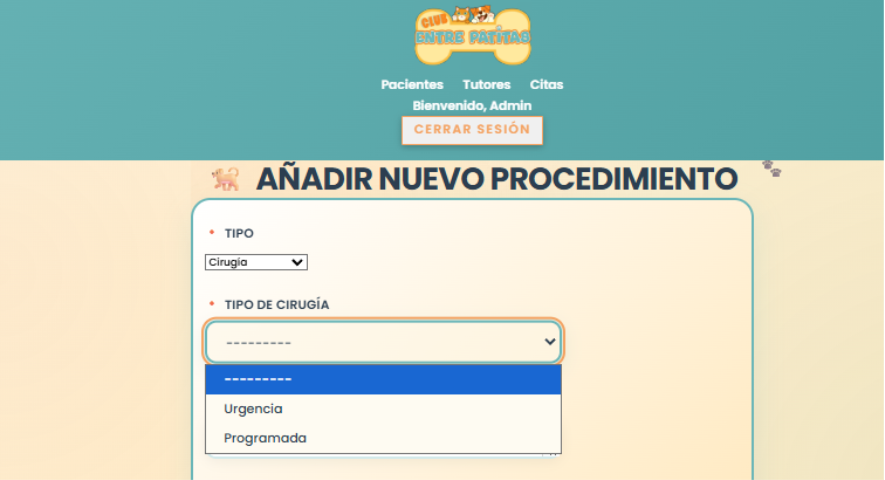 CLUB
ENTRE PATITAS
Pacientes Tutores Citas
Bienvenido, Admin
CERRAR SESIÓN
AÑADIR NUEVO PROCEDIMIENTO
* TIPO
Cirugía
* TIPO DE CIRUGÍA
---------
---------
Urgencia
Programada